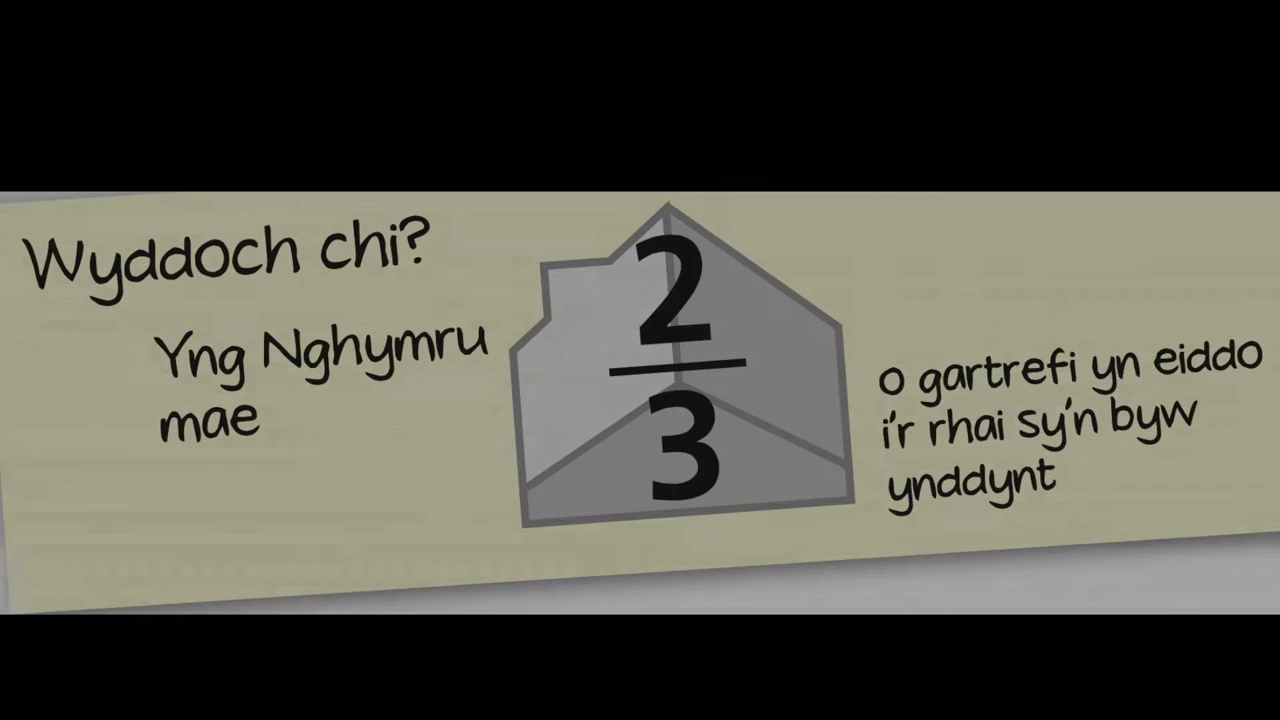 Wyddoch chi?
Yng Nghymru
mae
2
3
o gartrefi yn eiddo
i'r rhai sy'n byw
ynddynt